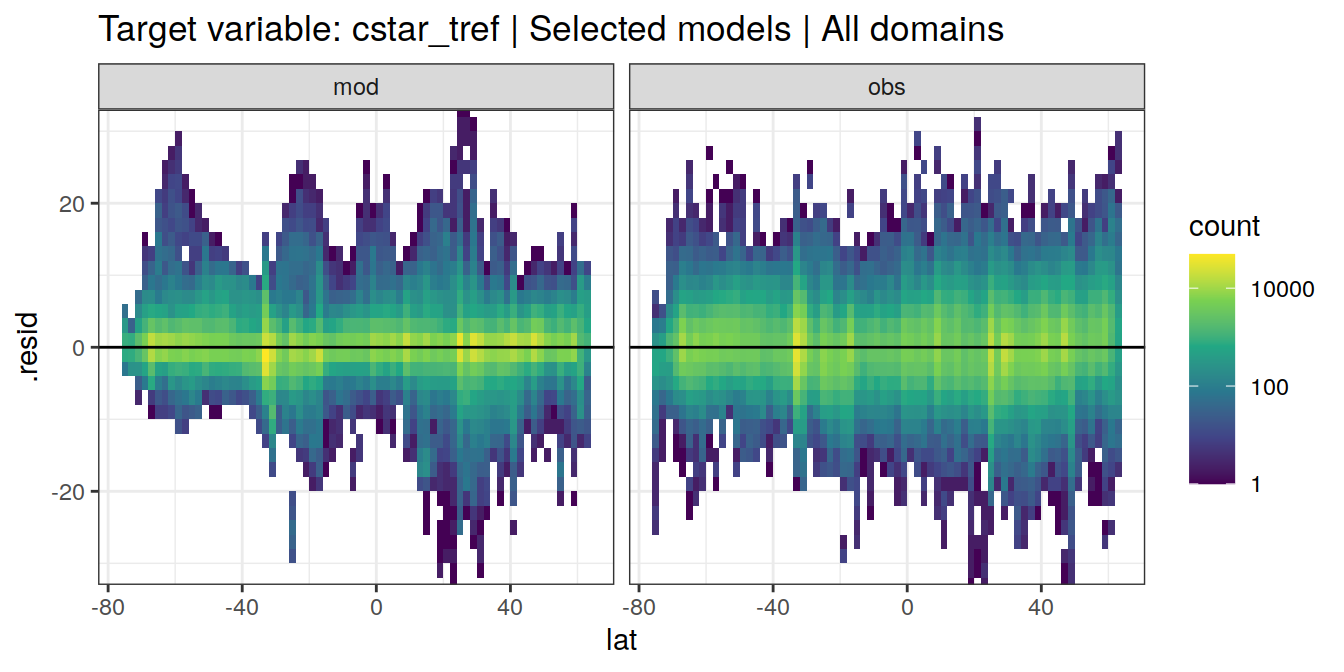 Target variable: cstar_tref | Selected models | All domains
mod
obs
20
0
-20
.resid
-80
-40
0
40
-80
-40
0
40
lat
count
10000
100
1